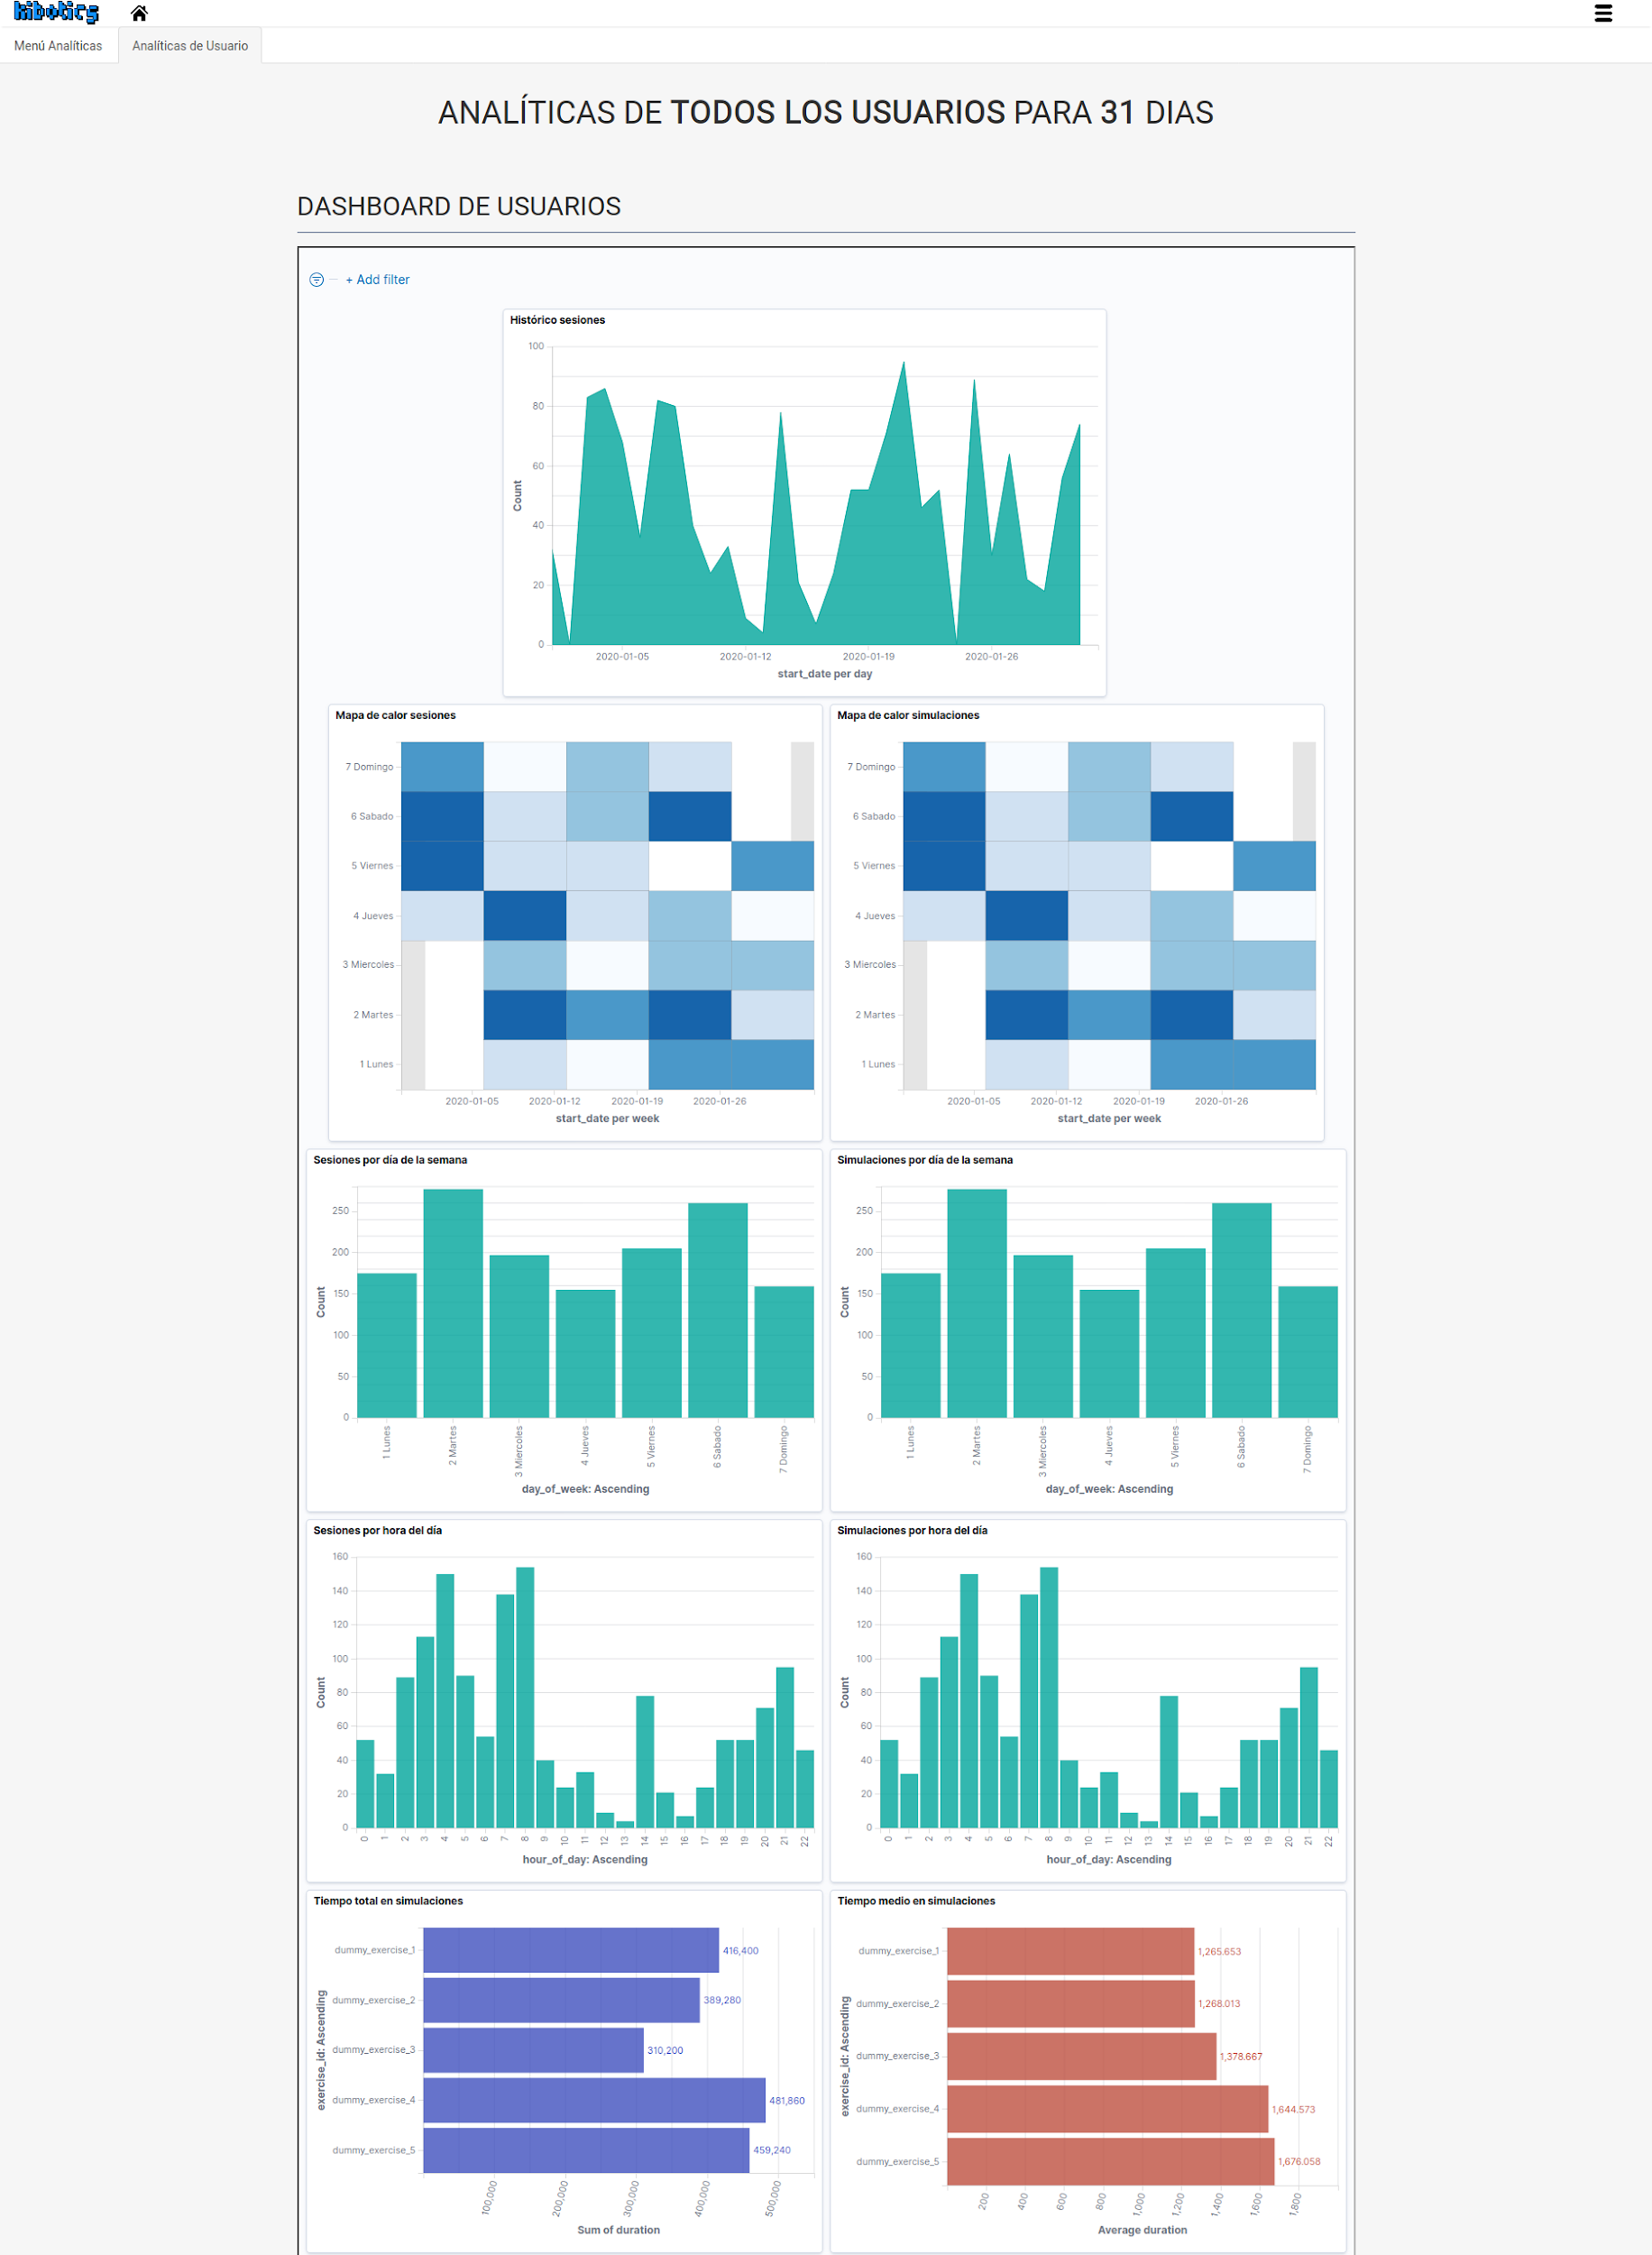 kibotics
Menú Analíticas
Analíticas de Usuario
ANALÍTICAS DE TODOS LOS USUARIOS PARA 31 DIAS
DASHBOARD DE USUARIOS
+ Add filter
Histórico sesiones
100
80
60
40
20
0
Count
2020-01-05 2020-01-12 2020-01-19 2020-01-26
start_date per day
Mapa de calor sesiones
7 Domingo
6 Sabado
5 Viernes
4 Jueves
3 Miercoles
2 Martes
1 Lunes
2020-01-05 2020-01-12 2020-01-19 2020-01-26
start_date per week
Mapa de calor simulaciones
7 Domingo
6 Sabado
5 Viernes
4 Jueves
3 Miercoles
2 Martes
1 Lunes
2020-01-05 2020-01-12 2020-01-19 2020-01-26
start_date per week
Sesiones por día de la semana
250
200
150
100
50
0
Count
1 Lunes 2 Martes 3 Miercoles 4 Jueves 5 Viernes 6 Sabado 7 Domingo
day_of_week: Ascending
Simulaciones por día de la semana
250
200
150
100
50
0
Count
1 Lunes 2 Martes 3 Miercoles 4 Jueves 5 Viernes 6 Sabado 7 Domingo
day_of_week: Ascending
Sesiones por hora del día
160
140
120
100
80
60
40
20
0
Count
0 1 2 3 4 5 6 7 8 9 10 11 12 13 14 15 16 17 18 19 20 21 22
hour_of_day: Ascending
Simulaciones por hora del día
160
140
120
100
80
60
40
20
0
Count
0 1 2 3 4 5 6 7 8 9 10 11 12 13 14 15 16 17 18 19 20 21 22
hour_of_day: Ascending
Tiempo total en simulaciones
exercise_id: Ascending
dummy_exercise_1 416,400
dummy_exercise_2 389,280
dummy_exercise_3 310,200
dummy_exercise_4 481,860
dummy_exercise_5 459,240
100,000 200,000 300,000 400,000 500,000
Sum of duration
Tiempo medio en simulaciones
exercise_id: Ascending
dummy_exercise_1 1,265.653
dummy_exercise_2 1,268.013
dummy_exercise_3 1,378.667
dummy_exercise_4 1,644.573
dummy_exercise_5 1,676.058
200 400 600 800 1,000 1,200 1,400 1,600 1,800
Average duration